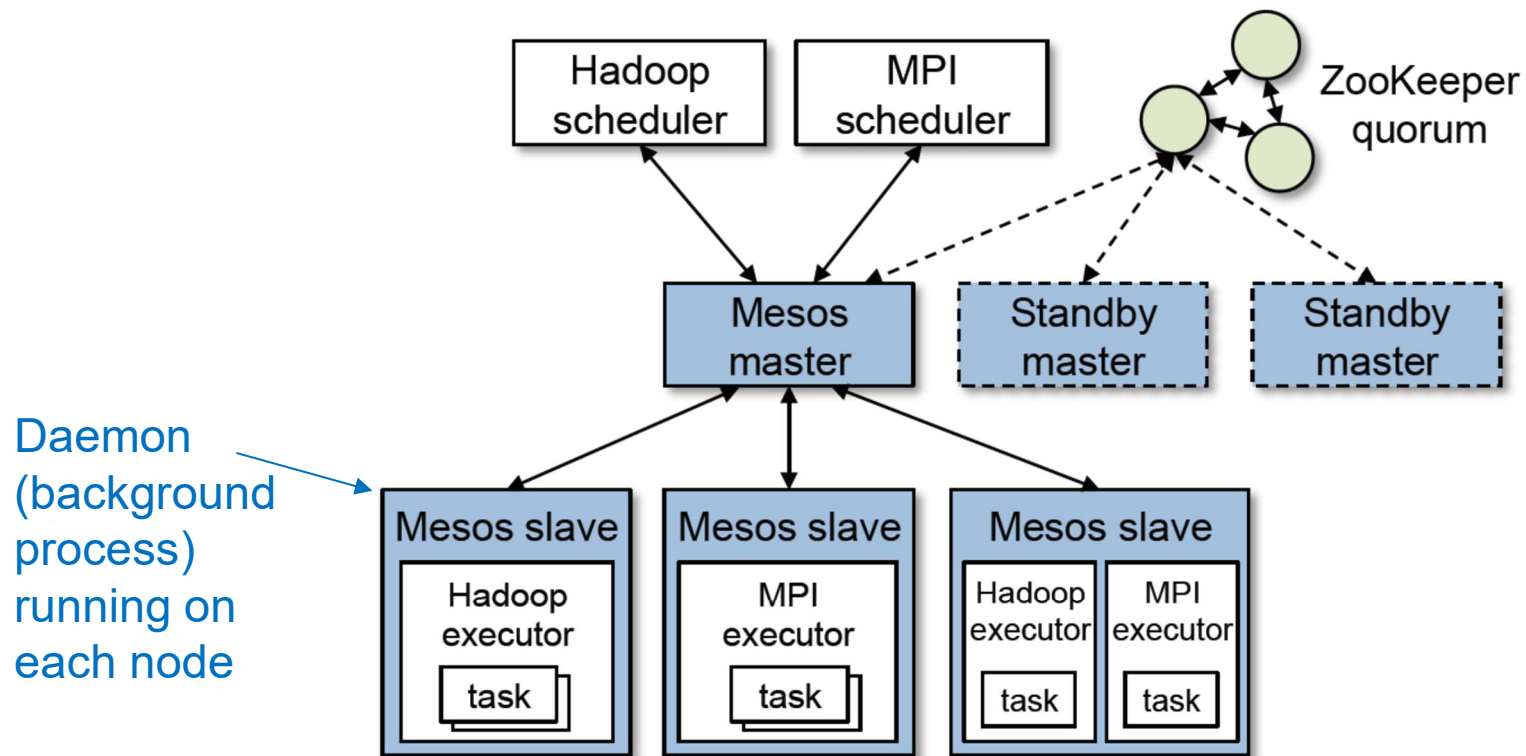 Hadoop
scheduler
MPI
scheduler
ZooKeeper
quorum
Mesos
master
Standby
master
Standby
master
Daemon
(background
process)
running on
each node
Mesos slave
Hadoop
executor
task
Mesos slave
MPI
executor
task
Mesos slave
Hadoop
executor
task
MPI
executor
task